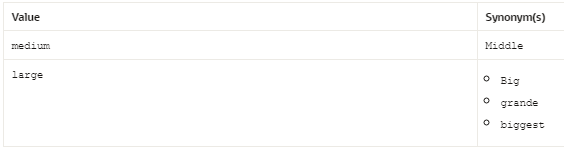 Value Synonym(s)
medium Middle
large Big
grande
biggest